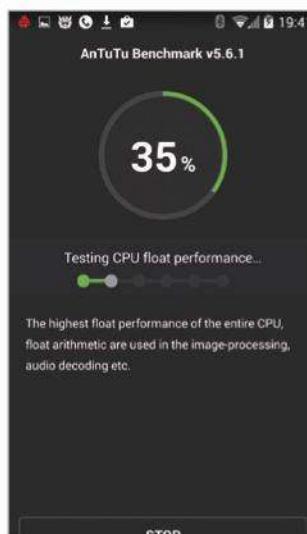 19:4
AnTuTu Benchmark v5.6.1
35%
Testing CPU float performance...
The highest float performance of the entire CPU,
float arithmetic are used in the image-processing,
audio decoding etc.
STOP